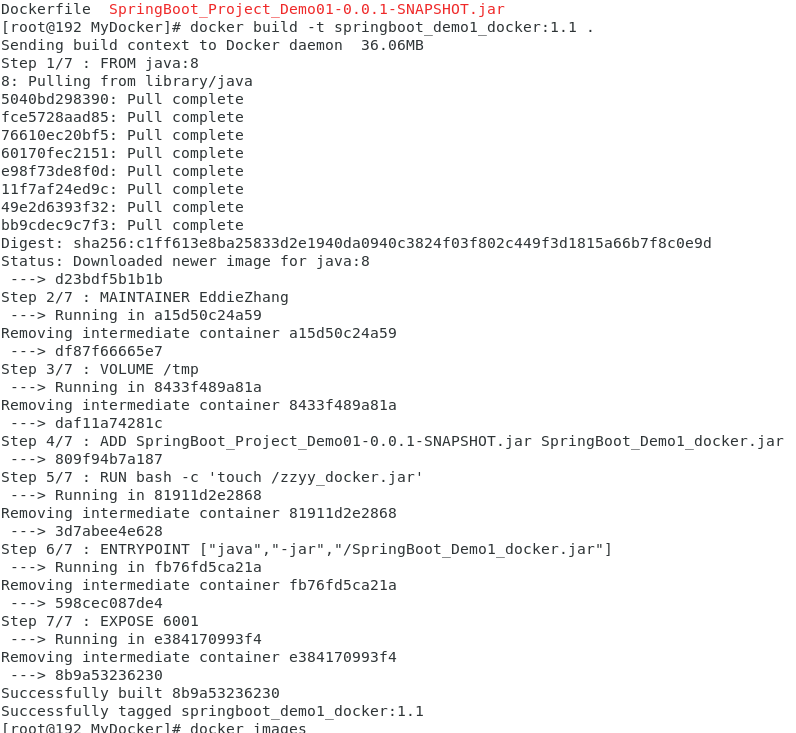 Dockerfile  SpringBoot_Project_Demo01-0.0.1-SNAPSHOT.jar
[root@192 MyDocker]# docker build -t springboot_demo1_docker:1.1 .
Sending build context to Docker daemon  36.06MB
Step 1/7 : FROM java:8
8: Pulling from library/java
5040bd298390: Pull complete
fce5728aad85: Pull complete
76610ec20bf5: Pull complete
60170fec2151: Pull complete
e98f73de8f0d: Pull complete
11f7af24ed9c: Pull complete
49e2d6393f32: Pull complete
bb9cdec9c7f3: Pull complete
Digest: sha256:c1ff613e8ba25833d2e1940da0940c3824f03f802c449f3d1815a66b7f8c0e9d
Status: Downloaded newer image for java:8
 ---> d23bdf5b1b1b
Step 2/7 : MAINTAINER EddieZhang
 ---> Running in a15d50c24a59
Removing intermediate container a15d50c24a59
 ---> df87f66665e7
Step 3/7 : VOLUME /tmp
 ---> Running in 8433f489a81a
Removing intermediate container 8433f489a81a
 ---> daf11a74281c
Step 4/7 : ADD SpringBoot_Project_Demo01-0.0.1-SNAPSHOT.jar SpringBoot_Demo1_docker.jar
 ---> 809f94b7a187
Step 5/7 : RUN bash -c 'touch /zzyy_docker.jar'
 ---> Running in 81911d2e2868
Removing intermediate container 81911d2e2868
 ---> 3d7abee4e628
Step 6/7 : ENTRYPOINT ["java","-jar","/SpringBoot_Demo1_docker.jar"]
 ---> Running in fb76fd5ca21a
Removing intermediate container fb76fd5ca21a
 ---> 598cec087de4
Step 7/7 : EXPOSE 6001
 ---> Running in e384170993f4
Removing intermediate container e384170993f4
 ---> 8b9a53236230
Successfully built 8b9a53236230
Successfully tagged springboot_demo1_docker:1.1
[root@192 MyDocker]# docker images